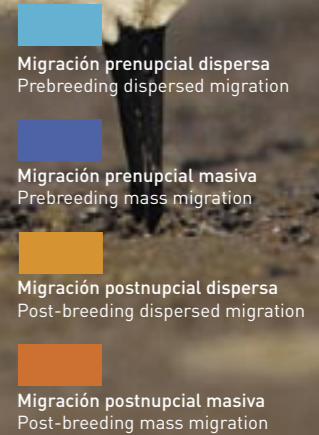 Migración prenupcial dispersa
Prebreeding dispersed migration
Migración prenupcial masiva
Prebreeding mass migration
Migración postnupcial dispersa
Post-breeding dispersed migration
Migración postnupcial masiva
Post-breeding mass migration